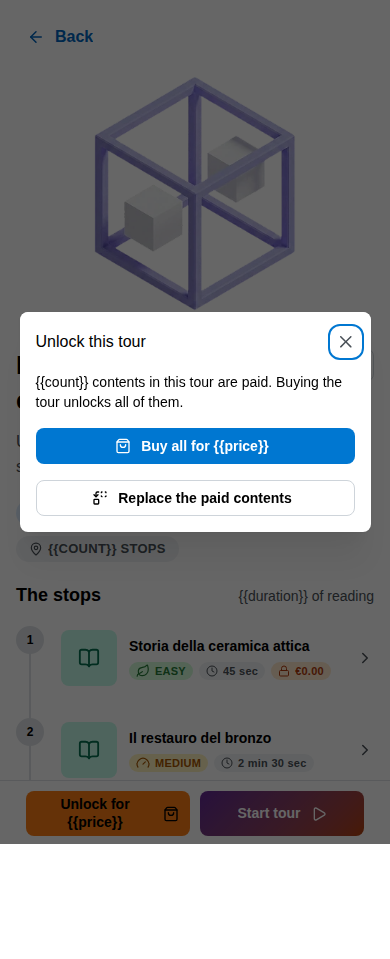 Back
Unlock this tour
{{count}} contents in this tour are paid. Buying the
tour unlocks all of them.
Buy all for {{price}}
Replace the paid contents
{{COUNT}} STOPS
The stops
{{duration}} of reading
1
Storia della ceramica attica
EASY
45 sec
€0.00
2
Il restauro del bronzo
MEDIUM
2 min 30 sec
Unlock for
{{price}}
Start tour